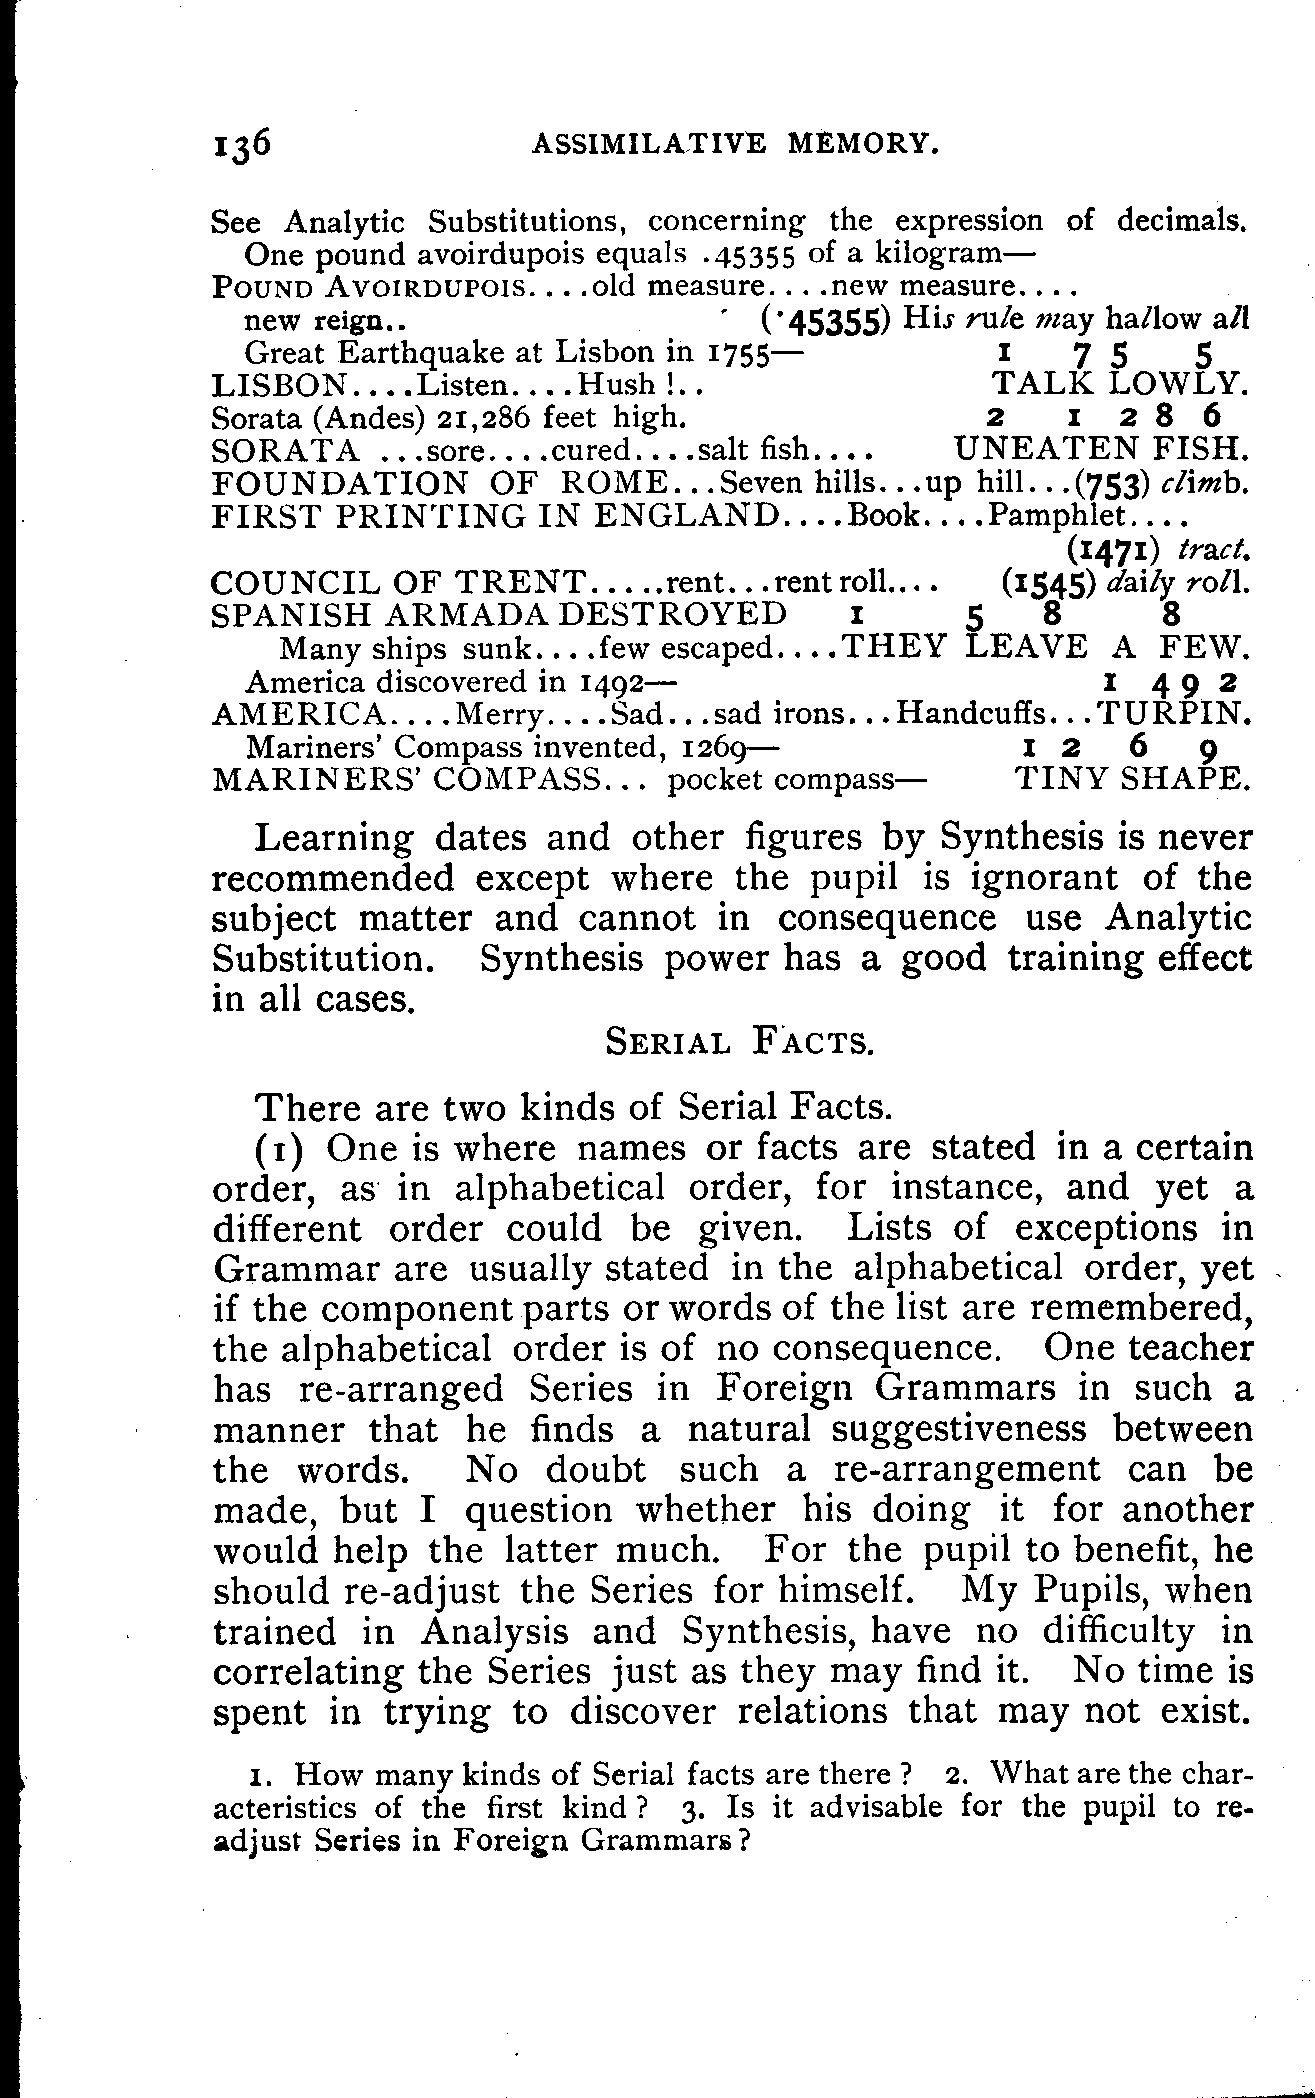 136 ASSIMILATIVE MEMORY.
See Analytic Substitutions, concerning the expression of decimals.
One pound avoirdupois equals .45355 of a kilogram—
POUND AVOIRDUPOIS....old measure....new measure....
new reign.. (·45355) His rule may hallow all
Great Earthquake at Lisbon in 1755— 1 7 5 5
LISBON....Listen....Hush!.. TALK LOWLY.
Sorata (Andes) 21,286 feet high. 2 1 2 8 6
SORATA ...sore....cured....salt fish.... UNEATEN FISH.
FOUNDATION OF ROME...Seven hills...up hill...(753) climb.
FIRST PRINTING IN ENGLAND....Book....Pamphlet....
(1471) tract.
COUNCIL OF TRENT.....rent...rent roll.... (1545) daily roll.
SPANISH ARMADA DESTROYED 1 5 8 8
Many ships sunk....few escaped....THEY LEAVE A FEW.
America discovered in 1492— 1 4 9 2
AMERICA....Merry....Sad...sad irons...Handcuffs...TURPIN.
Mariners' Compass invented, 1269— 1 2 6 9
MARINERS' COMPASS... pocket compass— TINY SHAPE.
Learning dates and other figures by Synthesis is never
recommended except where the pupil is ignorant of the
subject matter and cannot in consequence use Analytic
Substitution. Synthesis power has a good training effect
in all cases.
SERIAL FACTS.
There are two kinds of Serial Facts.
(1) One is where names or facts are stated in a certain
order, as in alphabetical order, for instance, and yet a
different order could be given. Lists of exceptions in
Grammar are usually stated in the alphabetical order, yet
if the component parts or words of the list are remembered,
the alphabetical order is of no consequence. One teacher
has re-arranged Series in Foreign Grammars in such a
manner that he finds a natural suggestiveness between
the words. No doubt such a re-arrangement can be
made, but I question whether his doing it for another
would help the latter much. For the pupil to benefit, he
should re-adjust the Series for himself. My Pupils, when
trained in Analysis and Synthesis, have no difficulty in
correlating the Series just as they may find it. No time is
spent in trying to discover relations that may not exist.
1. How many kinds of Serial facts are there? 2. What are the char-
acteristics of the first kind? 3. Is it advisable for the pupil to re-
adjust Series in Foreign Grammars?